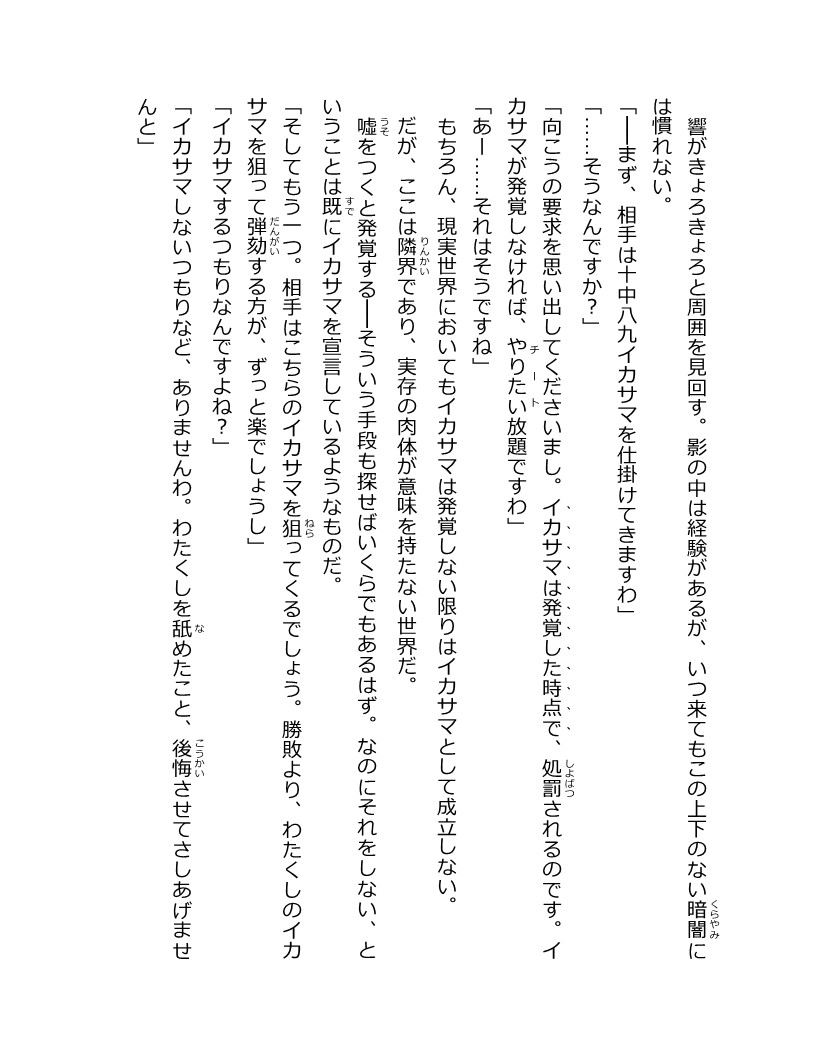 響がきょろきょろと周囲を見回す。影の中は経験があるが、いつ来てもこの上下のない暗闇に
は慣れない。
「――まず、相手は十中八九イカサマを仕掛けてきますわ」
「……そうなんですか？」
「向こうの要求を思い出してくださいまし。イカサマは発覚した時点で、処罰されるのです。イ
カサマが発覚しなければ、やりたい放題ですわ」
「あー……それはそうですね」
もちろん、現実世界においてもイカサマは発覚しない限りはイカサマとして成立しない。
だが、ここは隣界であり、実存の肉体が意味を持たない世界だ。
嘘をつくと発覚する――そういう手段も探せばいくらでもあるはず。なのにそれをしない、と
いうことは既にイカサマを宣言しているようなものだ。
「そしてもう一つ。相手はこちらのイカサマを狙ってくるでしょう。勝敗より、わたくしのイカ
サマを狙って弾劾する方が、ずっと楽でしょうし」
「イカサマするつもりなんですよね？」
「イカサマしないつもりなど、ありませんわ。わたくしを舐めたこと、後悔させてさしあげませ
んと」